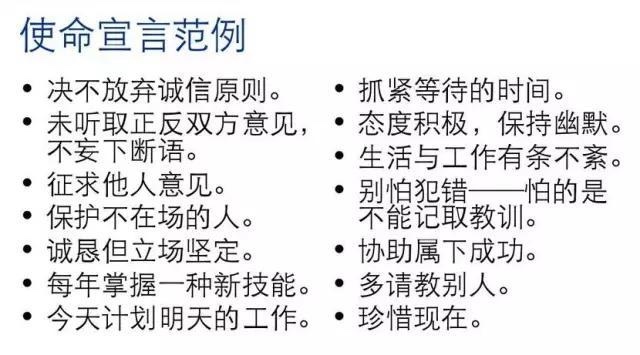 使命宣言范例
• 决不放弃诚信原则。
• 未听取正反双方意见，
不妄下断语。
• 征求他人意见。
• 保护不在场的人。
• 诚恳但立场坚定。
• 每年掌握一种新技能。
• 今天计划明天的工作。
• 抓紧等待的时间。
• 态度积极，保持幽默。
• 生活与工作有条不紊。
• 别怕犯错——怕的是
不能记取教训。
• 协助属下成功。
• 多请教别人。
• 珍惜现在。